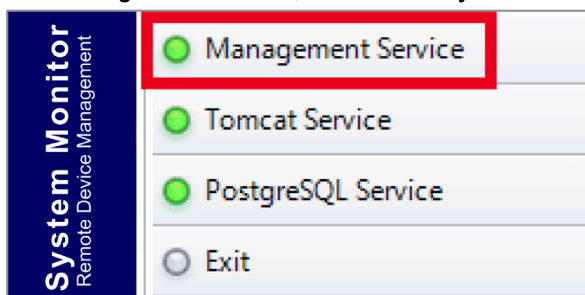 System Monitor
Remote Device Management
Management Service
Tomcat Service
PostgreSQL Service
Exit